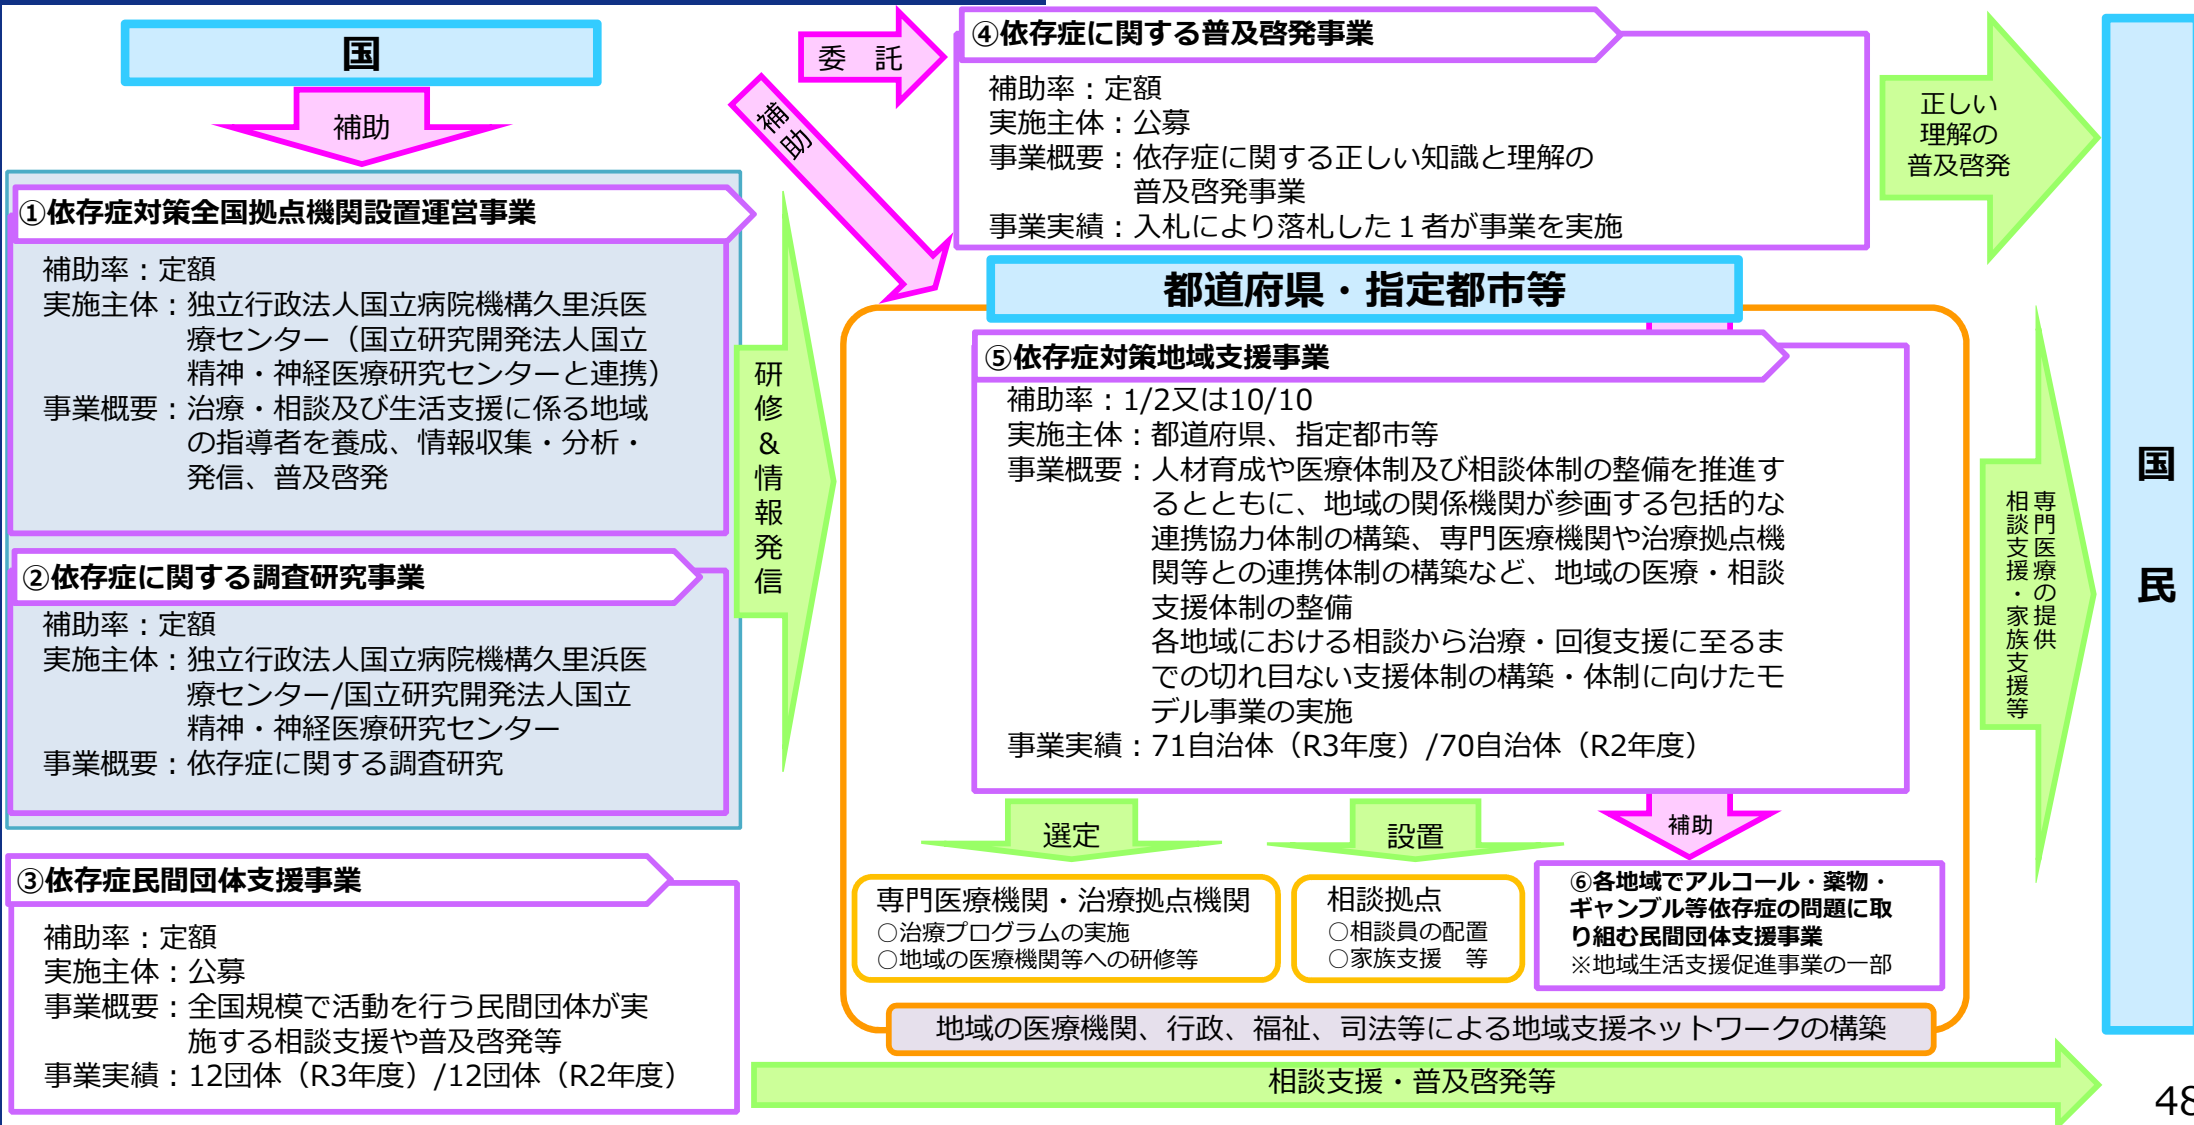 国
補助
①依存症対策全国拠点機関設置運営事業
補助率：定額
実施主体：独立行政法人国立病院機構久里浜医
療センター（国立研究開発法人国立
精神・神経医療研究センターと連携）
事業概要：治療・相談及び生活支援に係る地域
の指導者を養成、情報収集・分析・
発信、普及啓発
②依存症に関する調査研究事業
補助率：定額
実施主体：独立行政法人国立病院機構久里浜医
療センター/国立研究開発法人国立
精神・神経医療研究センター
事業概要：依存症に関する調査研究
③依存症民間団体支援事業
補助率：定額
実施主体：公募
事業概要：全国規模で活動を行う民間団体が実
施する相談支援や普及啓発等
事業実績：12団体（R3年度）/12団体（R2年度）
委　託
補助
研修＆情報発信
④依存症に関する普及啓発事業
補助率：定額
実施主体：公募
事業概要：依存症に関する正しい知識と理解の
普及啓発事業
事業実績：入札により落札した１者が事業を実施
都道府県・指定都市等
⑤依存症対策地域支援事業
補助率：1/2又は10/10
実施主体：都道府県、指定都市等
事業概要：人材育成や医療体制及び相談体制の整備を推進す
るとともに、地域の関係機関が参画する包括的な
連携協力体制の構築、専門医療機関や治療拠点機
関等との連携体制の構築など、地域の医療・相談
支援体制の整備
各地域における相談から治療・回復支援に至るま
での切れ目ない支援体制の構築・体制に向けたモ
デル事業の実施
事業実績：71自治体（R3年度）/70自治体（R2年度）
選定
設置
補助
専門医療機関・治療拠点機関
○治療プログラムの実施
○地域の医療機関等への研修等
相談拠点
○相談員の配置
○家族支援　等
⑥各地域でアルコール・薬物・
ギャンブル等依存症の問題に取
り組む民間団体支援事業
※地域生活支援促進事業の一部
地域の医療機関、行政、福祉、司法等による地域支援ネットワークの構築
相談支援・普及啓発等
正しい
理解の
普及啓発
専門医療の提供
相談支援・家族支援等
国民
48